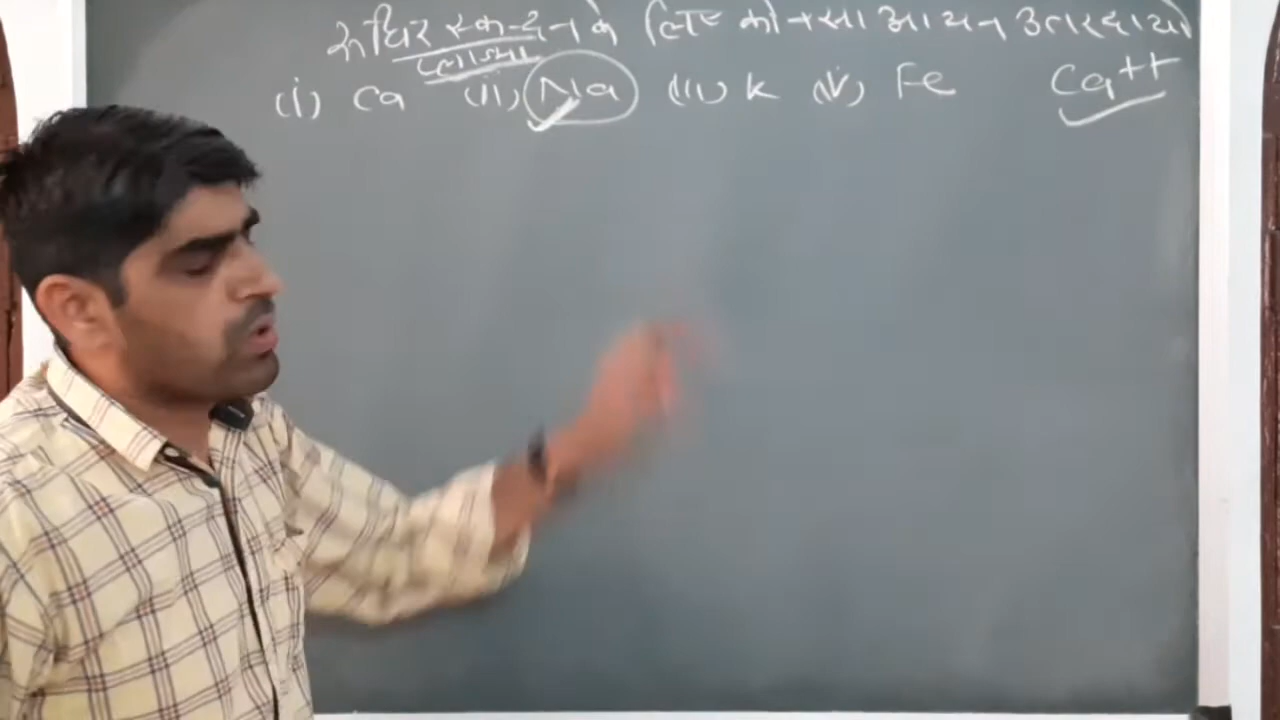 रूधिर स्कन्दन के लिए कौनसा आयन उत्तरदायी
(i) Ca (ii) Na (iii) K (iv) Fe Ca++